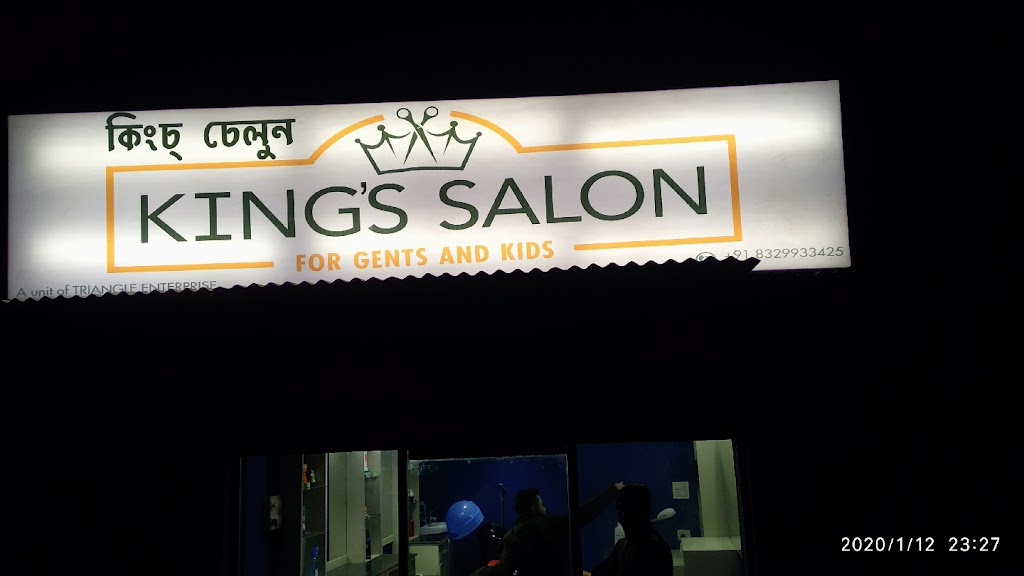 কিংচ্ চেলুন
KING'S SALON
FOR GENTS AND KIDS
+91 8329933425
A unit of TRIANGLE ENTERPRISE
2020/1/12 23:27